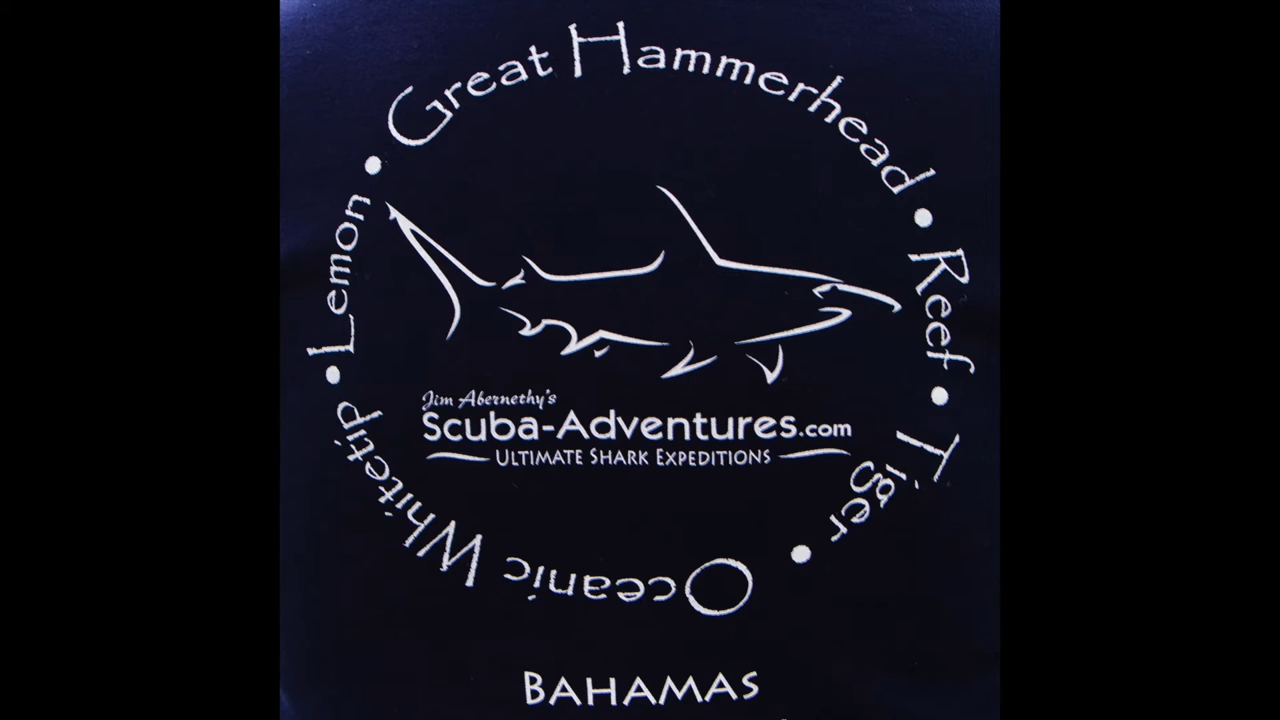 Great Hammerhead • Reef • Tiger • Oceanic Whitetip • Lemon •
Jim Abernethy's
Scuba-Adventures.com
ULTIMATE SHARK EXPEDITIONS
BAHAMAS